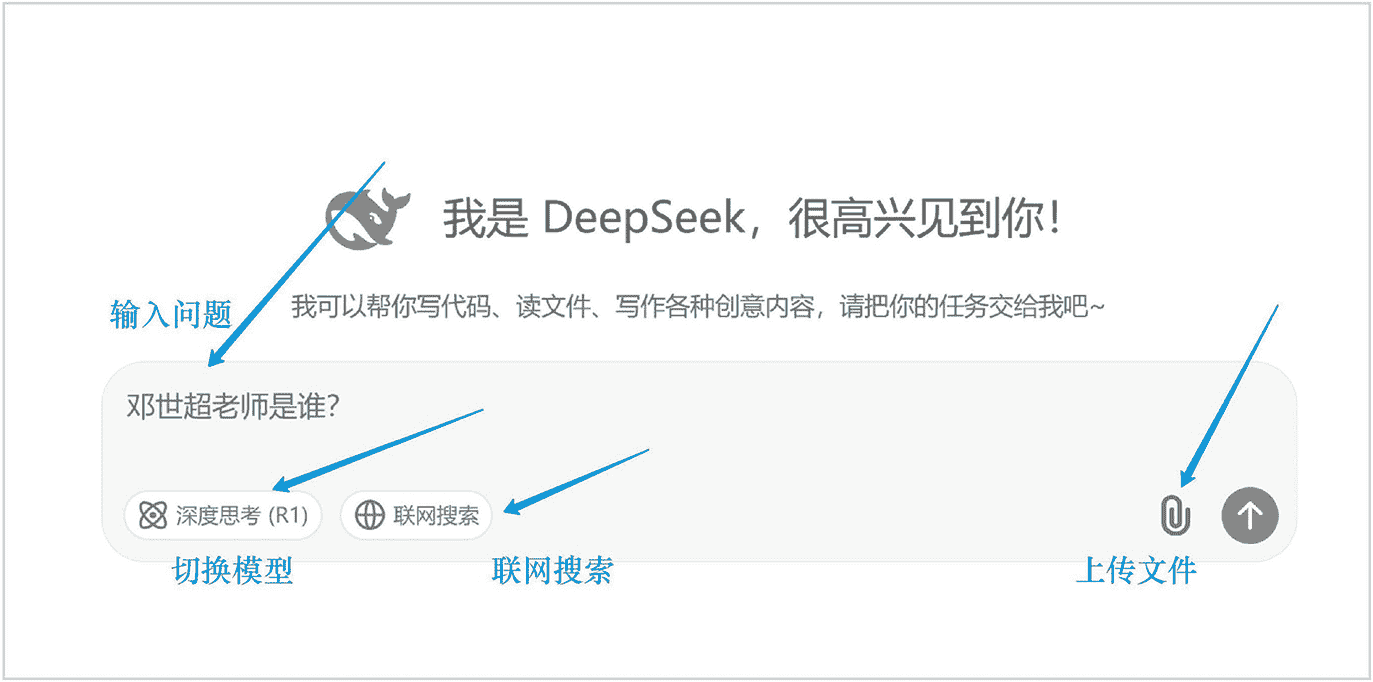 我是 DeepSeek，很高兴见到你！
输入问题
我可以帮你写代码、读文件、写作各种创意内容，请把你的任务交给我吧~
邓世超老师是谁？
深度思考 (R1)
联网搜索
切换模型
联网搜索
上传文件